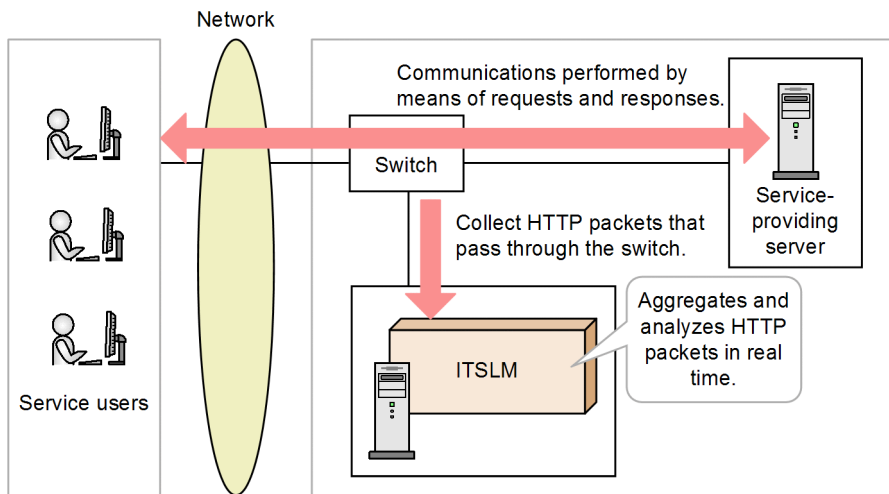 Network
Communications performed by
means of requests and responses.
Switch
Service-
providing
server
Collect HTTP packets that
pass through the switch.
Aggregates and
analyzes HTTP
packets in real
time.
ITSLM
Service users